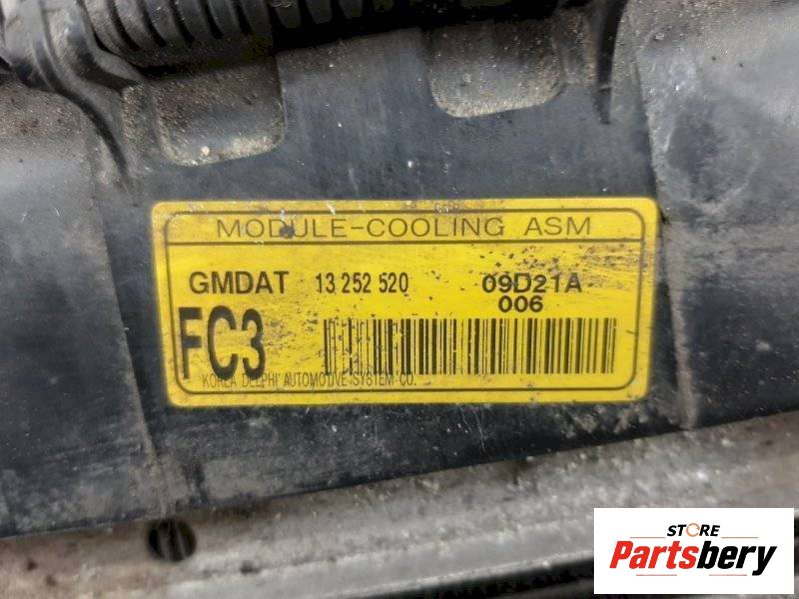 MODULE-COOLING ASM
GMDAT 13 252 520 09D21A
006
FC3
KOREA DELPHI AUTOMOTIVE SYSTEM CO.
STORE
Partsbery